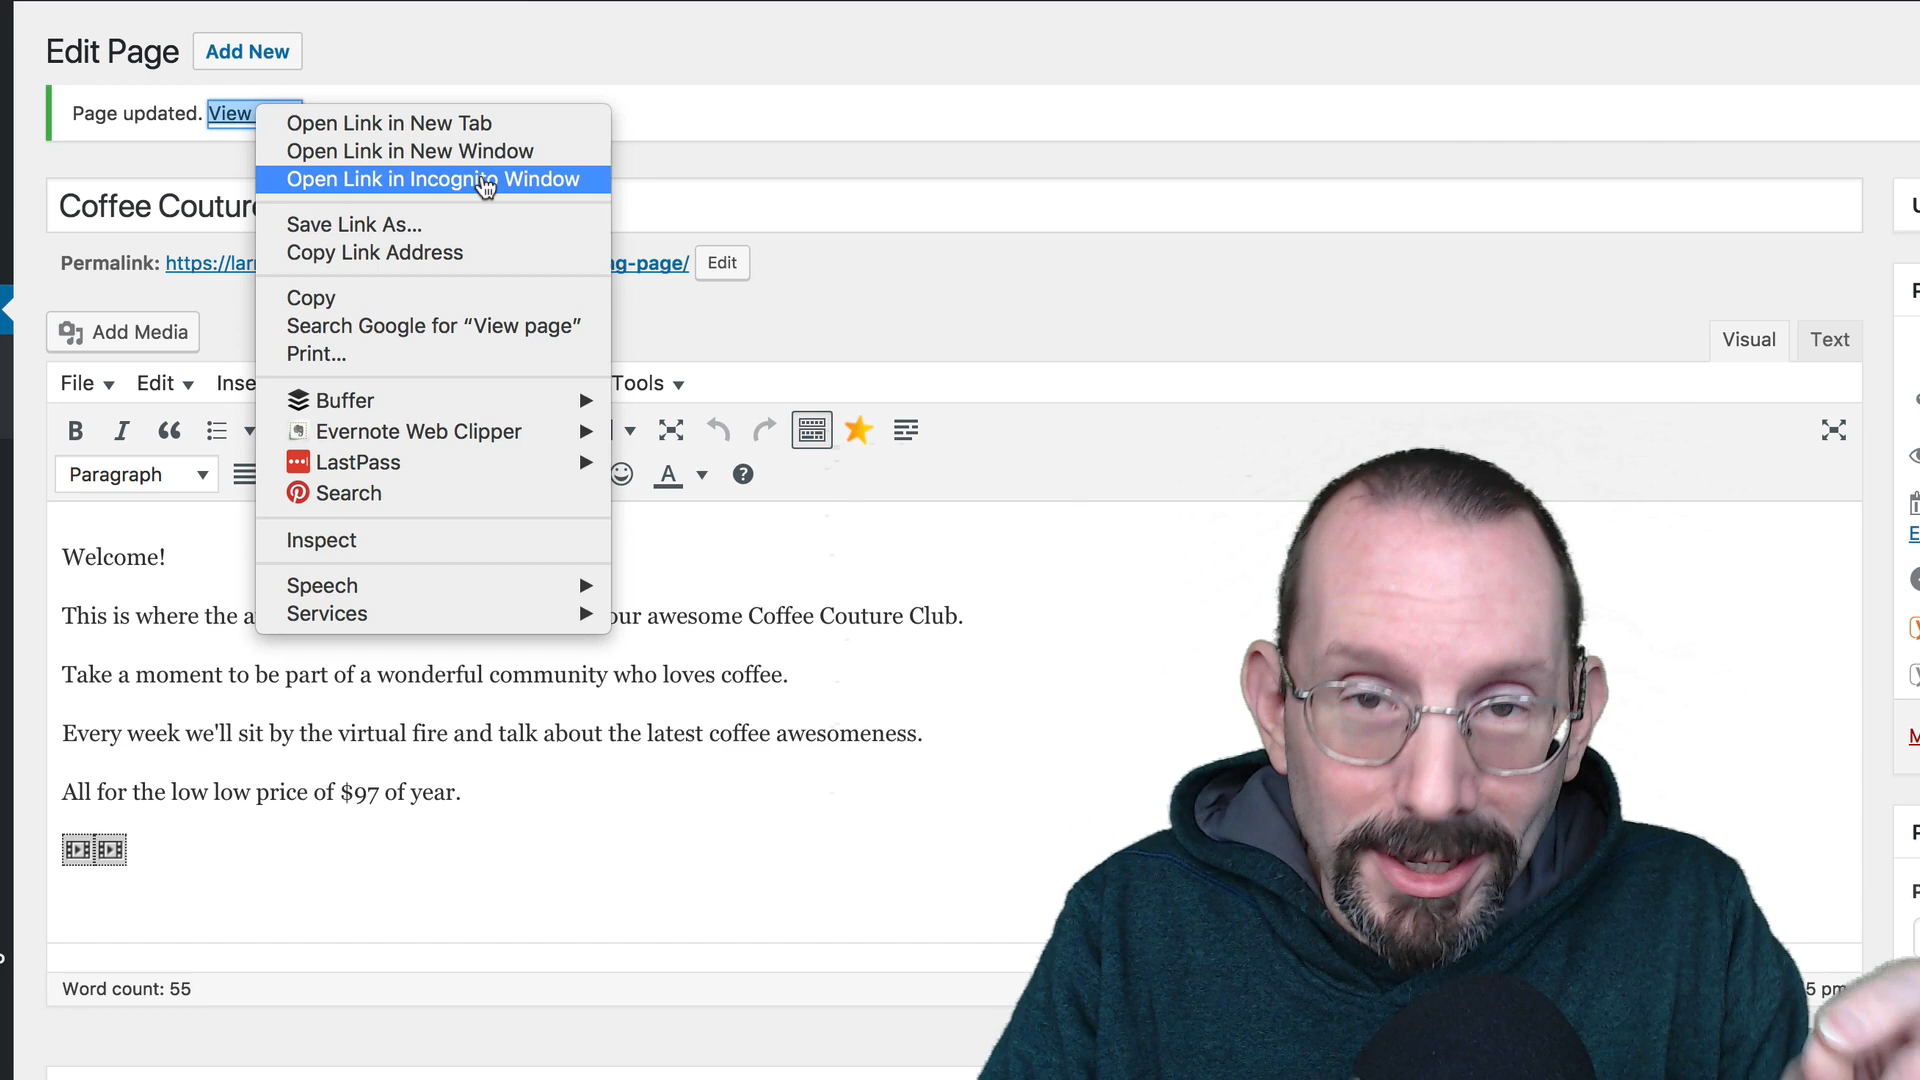 Edit Page Add New
Page updated. View
Open Link in New Tab
Open Link in New Window
Open Link in Incognito Window
Coffee Couture
Save Link As...
Copy Link Address
Permalink: https://lar ng-page/ Edit
Copy
Search Google for “View page”
Print...
Add Media
Visual Text
File Edit Inse Tools
Buffer
Evernote Web Clipper
LastPass
Search
B I A
Paragraph
Inspect
Speech
Services
Welcome!
This is where the a our awesome Coffee Couture Club.
Take a moment to be part of a wonderful community who loves coffee.
Every week we'll sit by the virtual fire and talk about the latest coffee awesomeness.
All for the low low price of $97 of year.
Word count: 55
5 pm